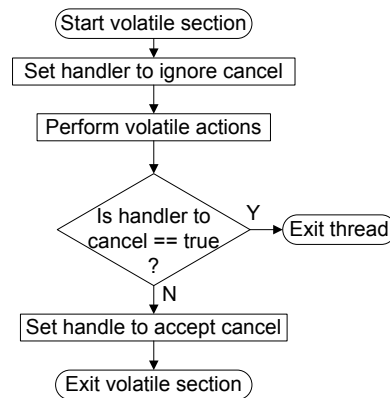 Start volatile section
Set handler to ignore cancel
Perform volatile actions
Is handler to
cancel == true
?
Y
Exit thread
N
Set handle to accept cancel
Exit volatile section